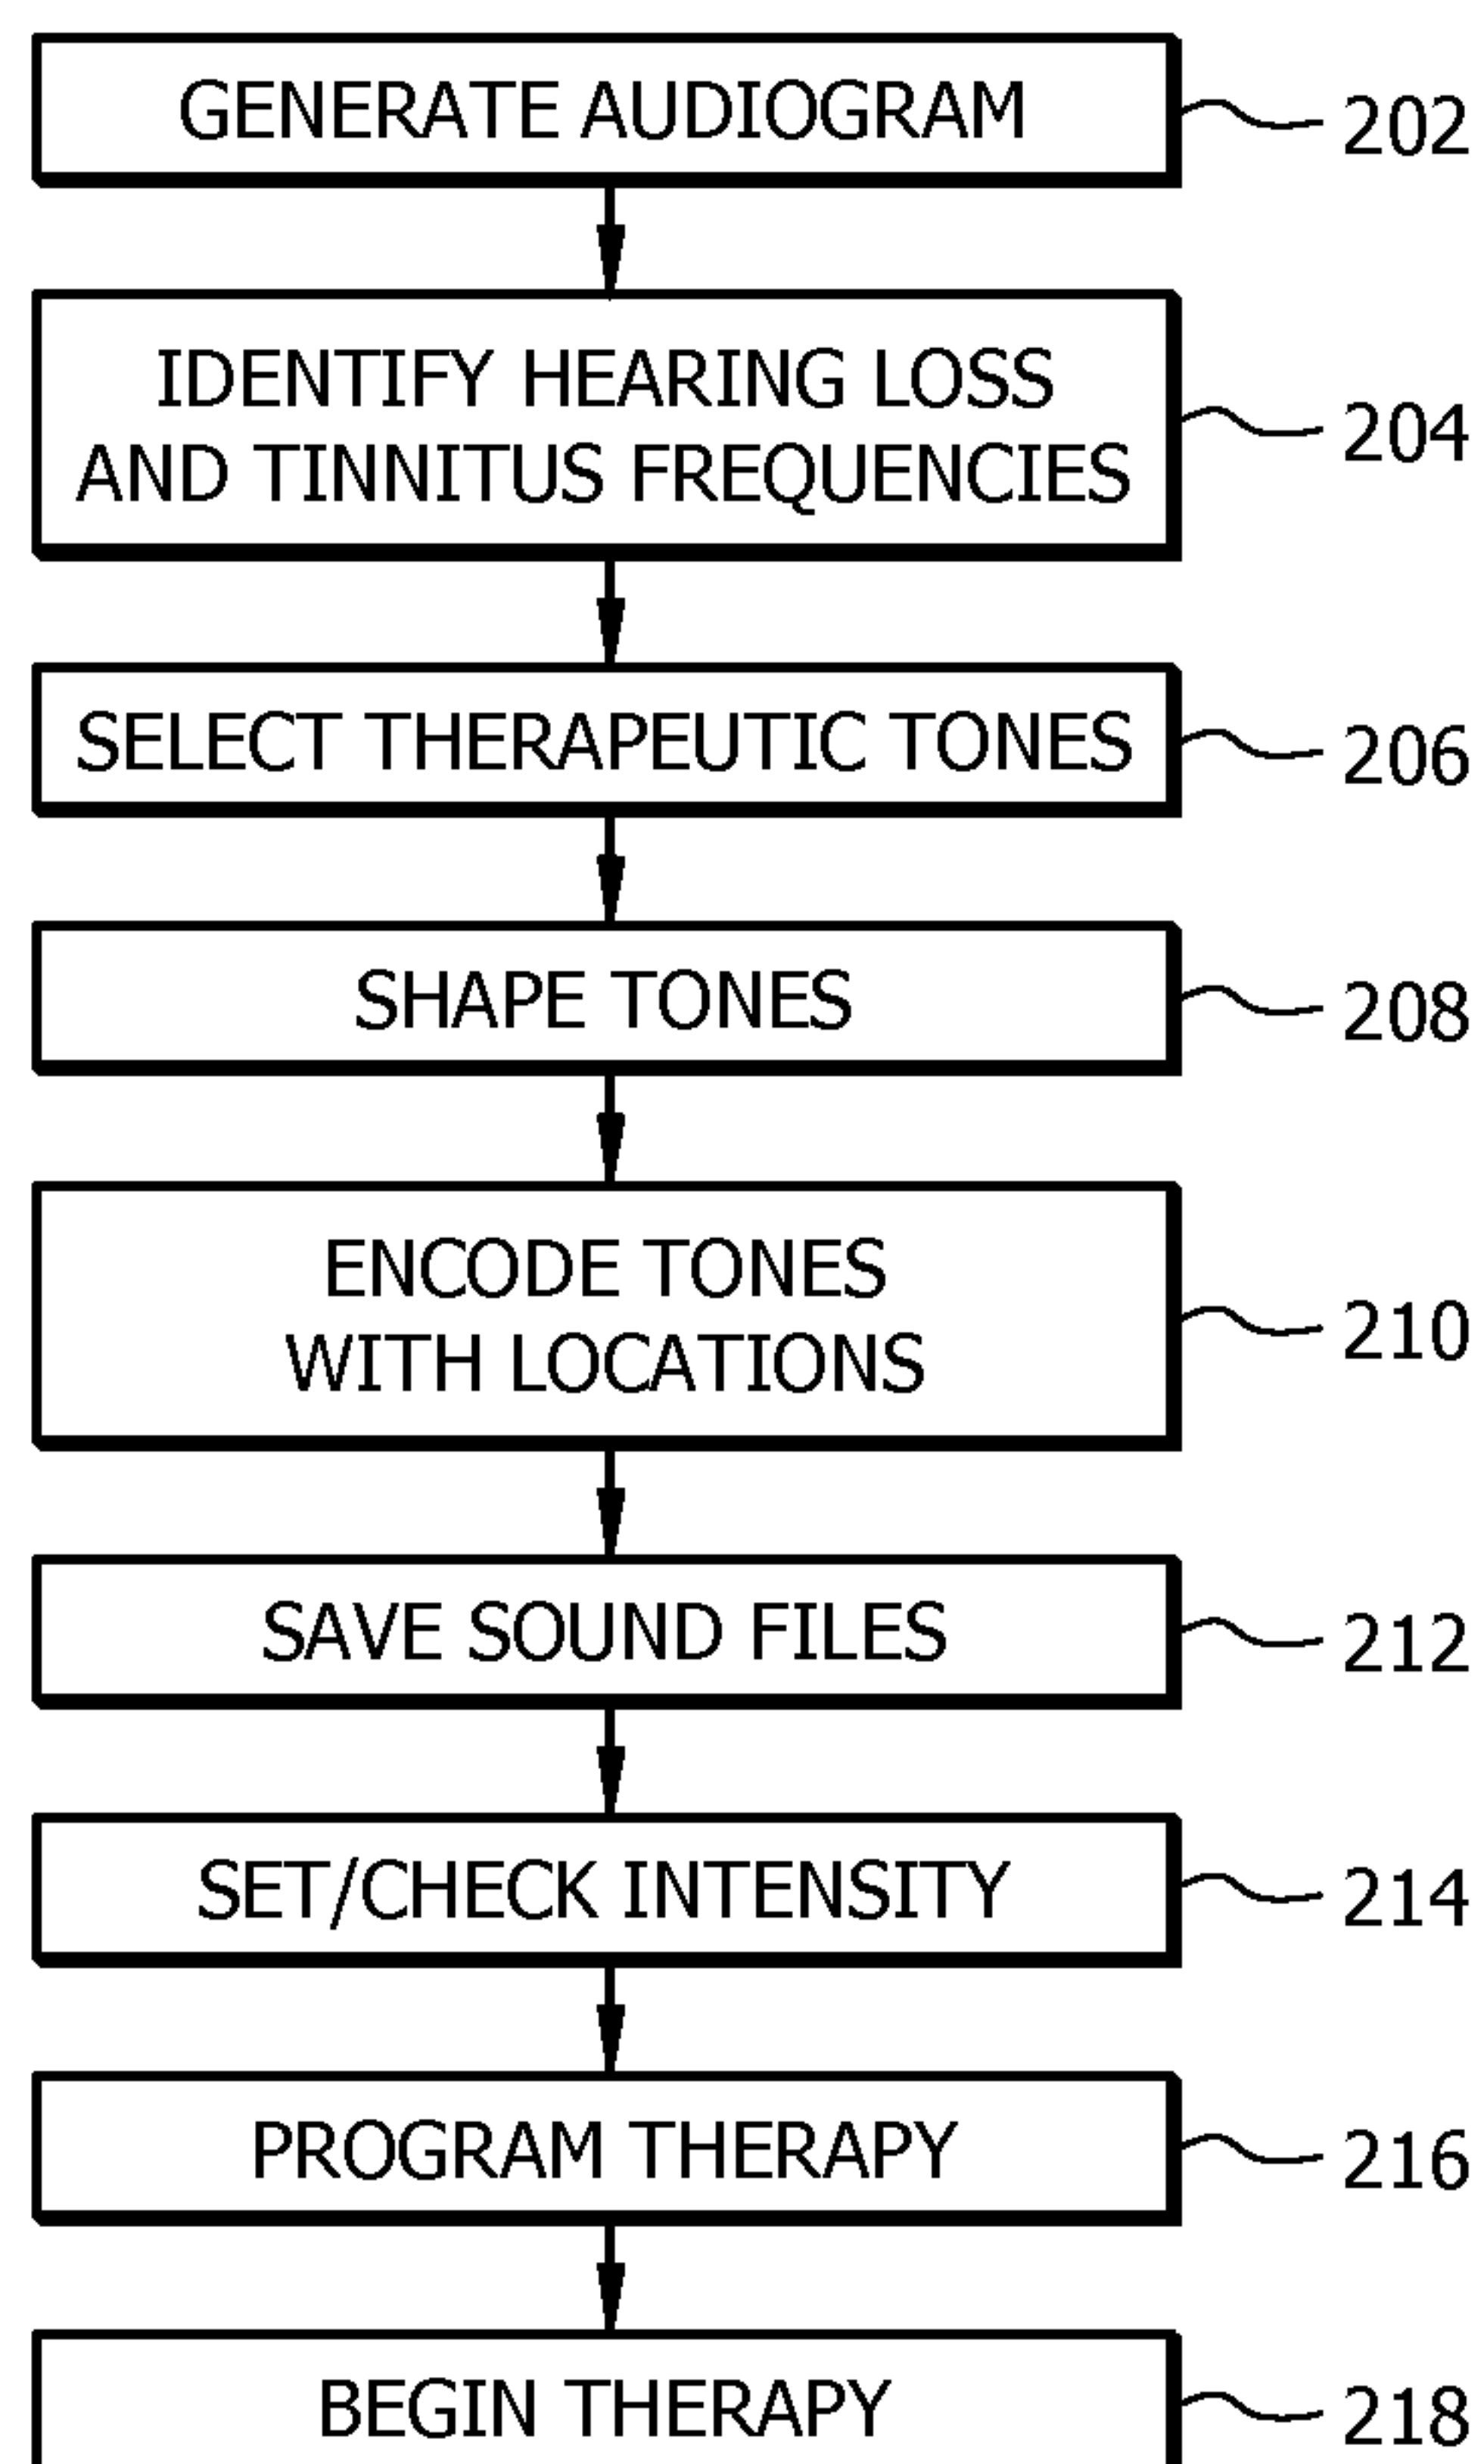 GENERATE AUDIOGRAM
202
IDENTIFY HEARING LOSS
AND TINNITUS FREQUENCIES
204
SELECT THERAPEUTIC TONES
206
SHAPE TONES
208
ENCODE TONES
WITH LOCATIONS
210
SAVE SOUND FILES
212
SET/CHECK INTENSITY
214
PROGRAM THERAPY
216
BEGIN THERAPY
218